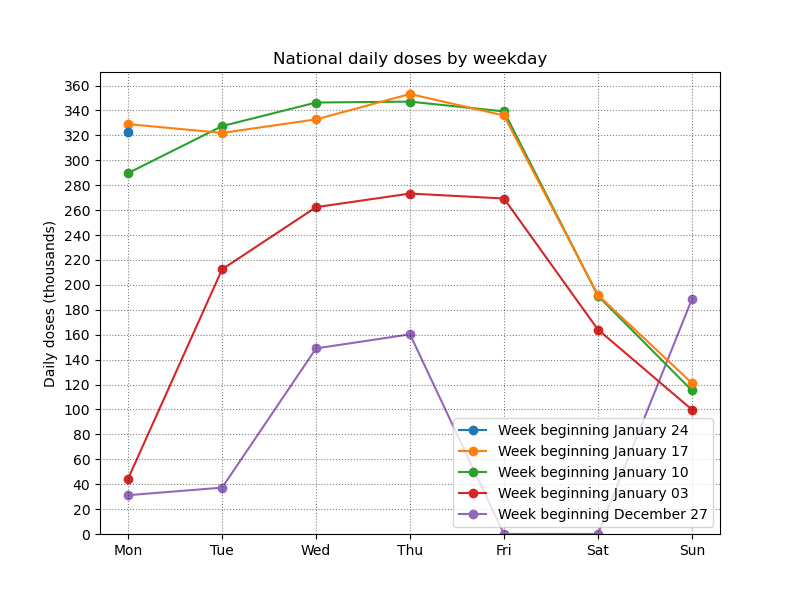 National daily doses by weekday
Daily doses (thousands)
360
340
320
300
280
260
240
220
200
180
160
140
120
100
80
60
40
20
0
Mon Tue Wed Thu Fri Sat Sun
Week beginning January 24
Week beginning January 17
Week beginning January 10
Week beginning January 03
Week beginning December 27